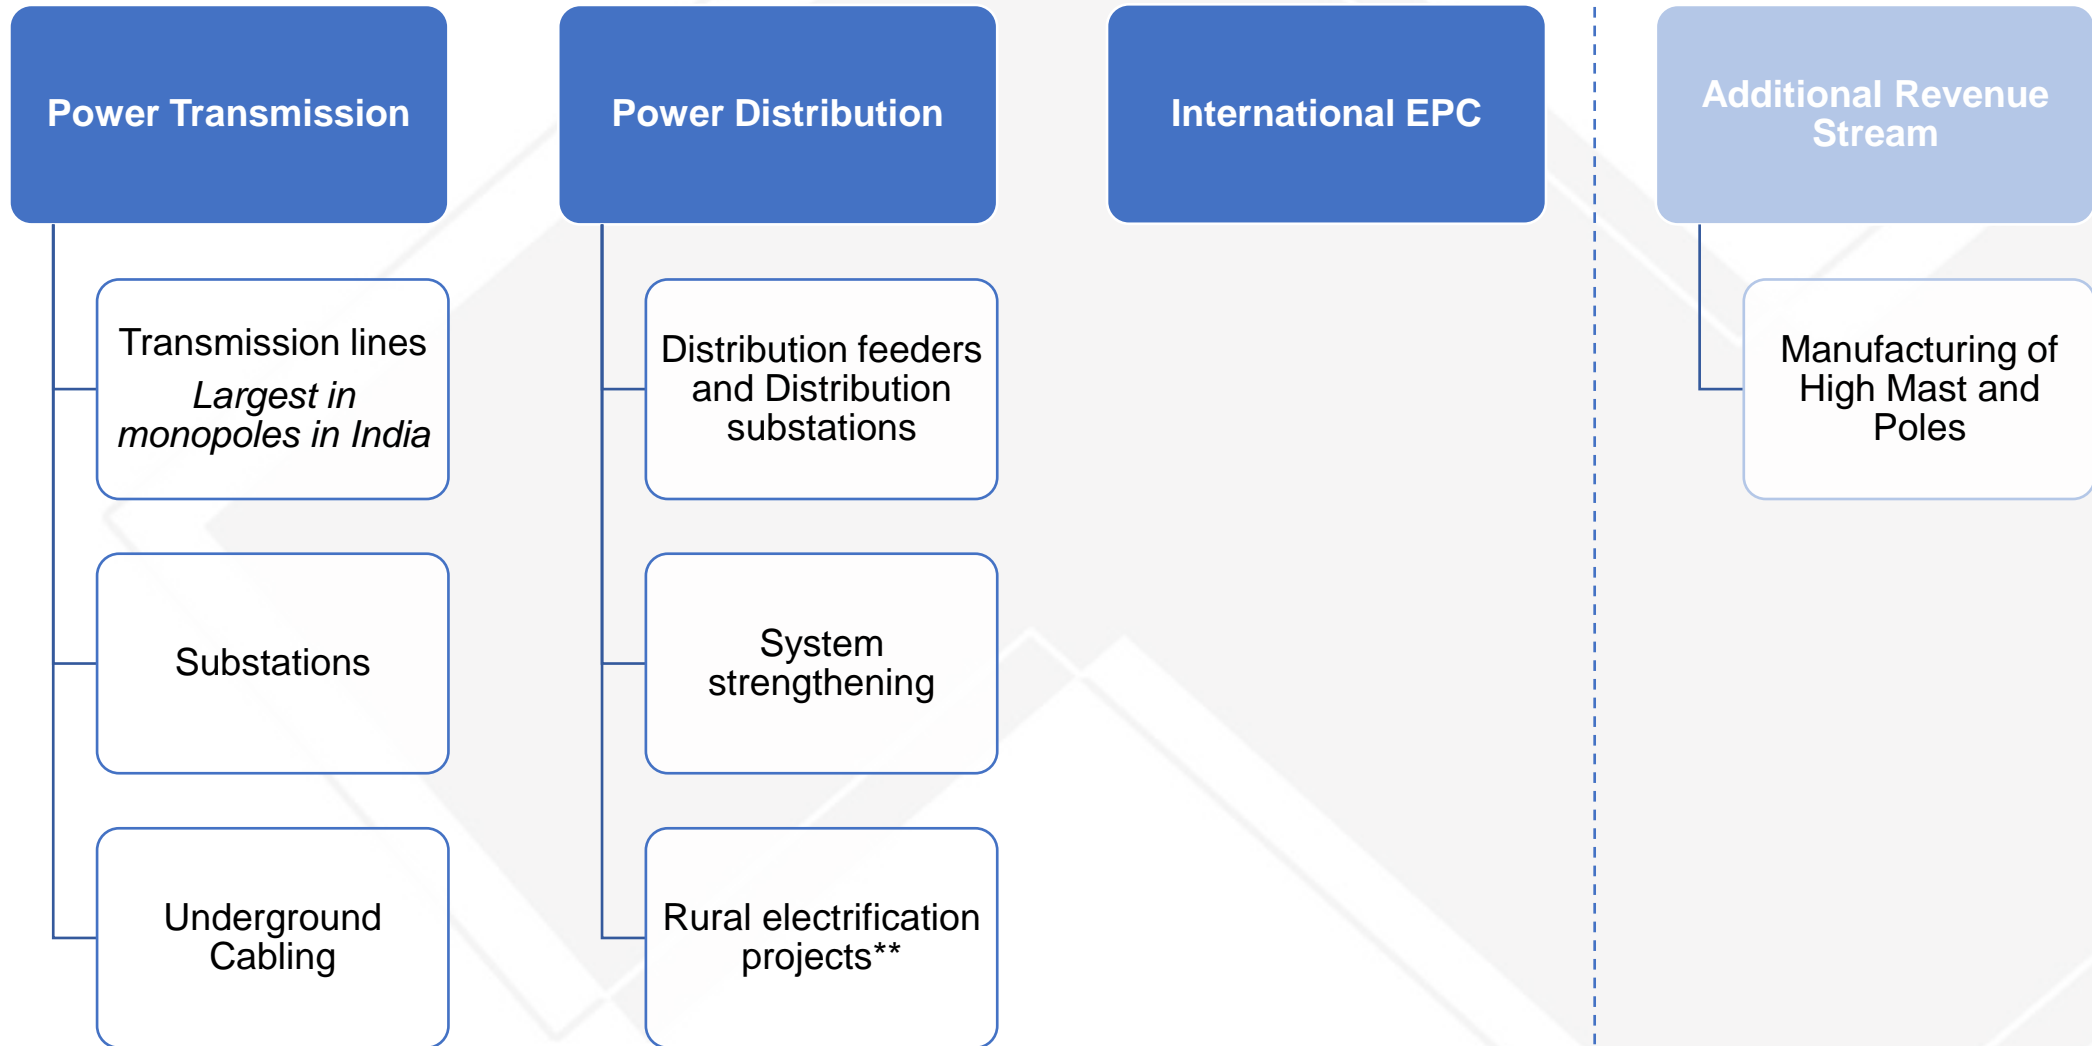 Power Transmission
Transmission lines
Largest in
monopoles in India
Substations
Underground
Cabling
Power Distribution
Distribution feeders
and Distribution
substations
System
strengthening
Rural electrification
projects**
International EPC
Additional Revenue
Stream
Manufacturing of
High Mast and
Poles